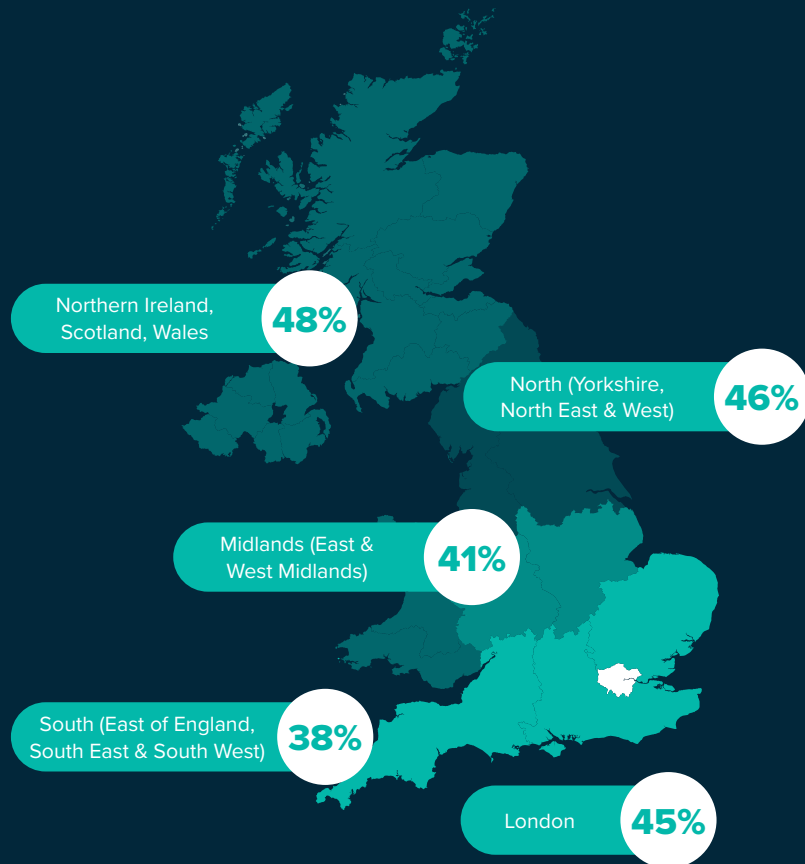 Northern Ireland,
Scotland, Wales
48%
North (Yorkshire,
North East & West)
46%
Midlands (East &
West Midlands)
41%
South (East of England,
South East & South West)
38%
London
45%